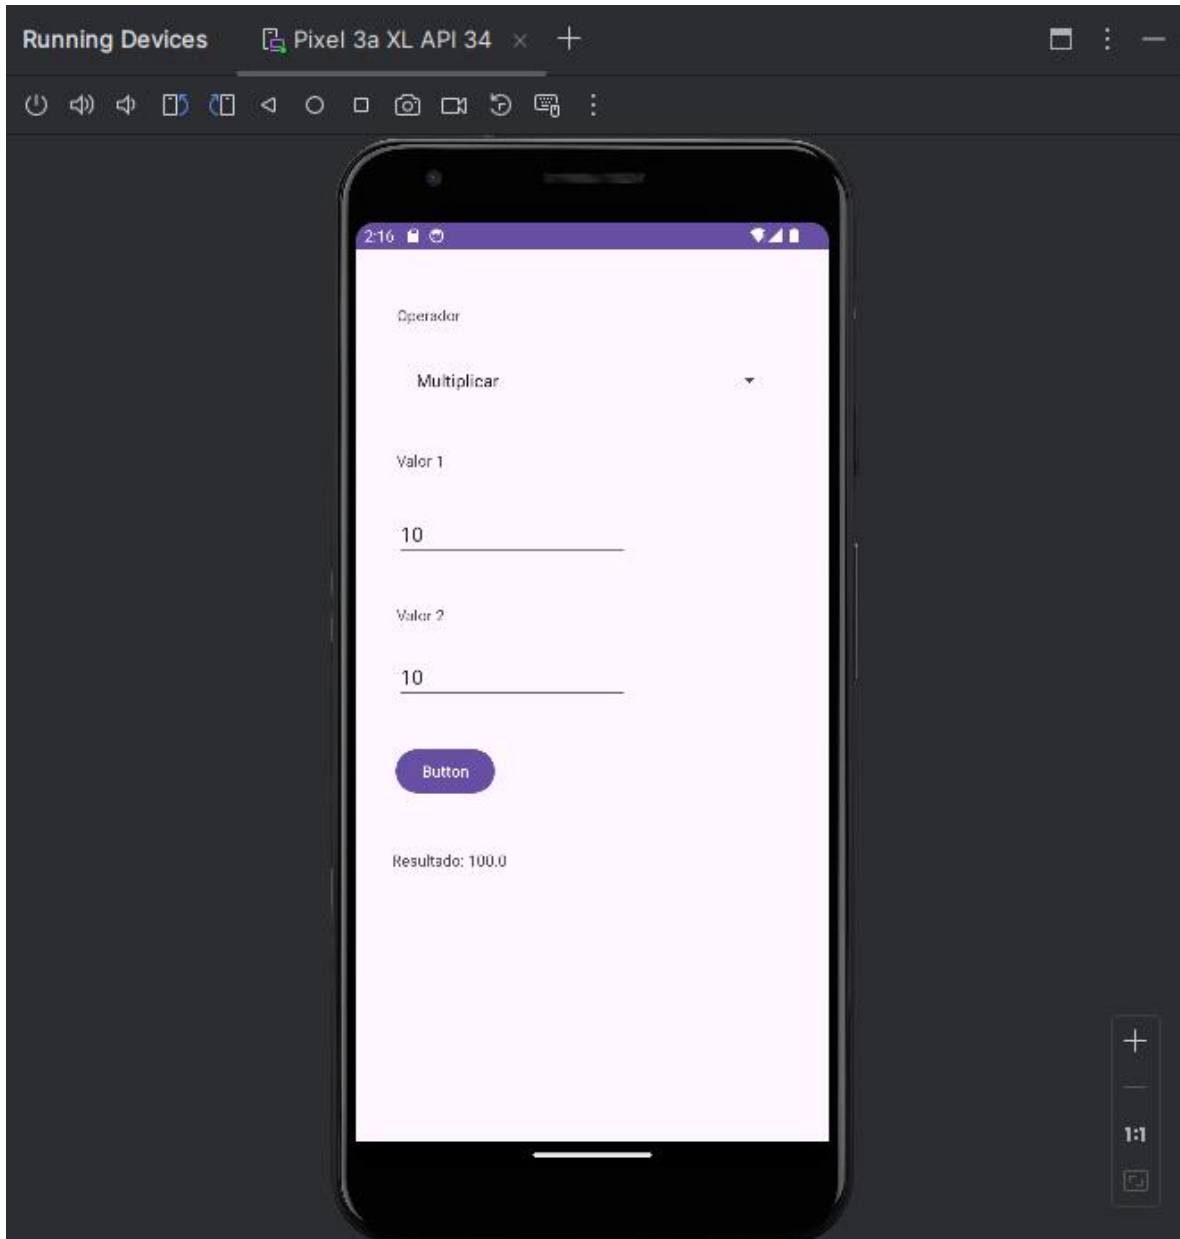 Running Devices
Pixel 3a XL API 34
2:16
Operador
Multiplicar
Valor 1
10
Valor 2
10
Button
Resultado: 100.0
1:1